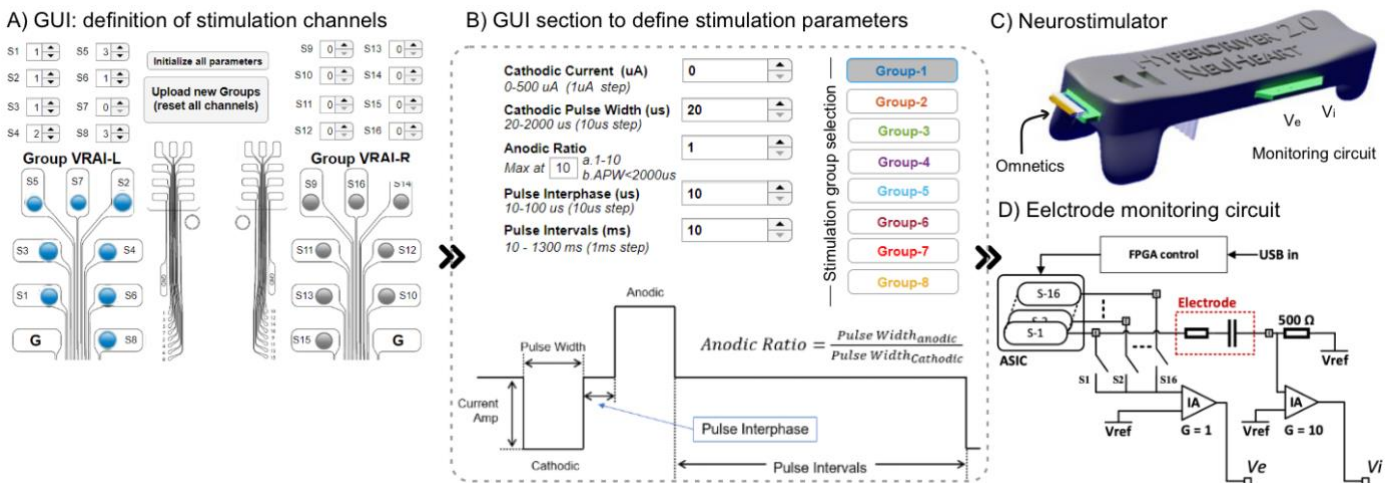 A) GUI: definition of stimulation channels
S1 1 S5 3
S2 1 S6 1
S3 1 S7 0
S4 2 S8 3
Initialize all parameters
Upload new Groups
(reset all channels)
S9 0 S13 0
S10 0 S14 0
S11 0 S15 0
S12 0 S16 0
Group VRAI-L
S5 S7 S2
S3 S4
S1 S6
G S8
GND
GND
Group VRAI-R
S9 S16 S14
S11 S12
S13 S10
S15 G
B) GUI section to define stimulation parameters
Cathodic Current (uA) 0
0-500 uA (1uA step)
Cathodic Pulse Width (us) 20
20-2000 us (10us step)
Anodic Ratio 1
Max at 10 a.1-10
b.APW<2000us
Pulse Interphase (us) 10
10-100 us (10us step)
Pulse Intervals (ms) 10
10 - 1300 ms (1ms step)
Stimulation group selection
Group-1
Group-2
Group-3
Group-4
Group-5
Group-6
Group-7
Group-8
Anodic
Pulse Width
Current
Amp
Cathodic
Pulse Interphase
Anodic Ratio = Pulse Width anodic
Pulse Width Cathodic
Pulse Intervals
C) Neurostimulator
HYPERDRIVER 2.0
NEUHEART
Omnetics
Ve Vi
Monitoring circuit
D) Eelctrode monitoring circuit
FPGA control
USB in
S-16
S-2
S-1
ASIC
Electrode
500 Ω
Vref
S1 S2 S16
IA
Vref
G = 1
IA
Vref
G = 10
Ve
Vi